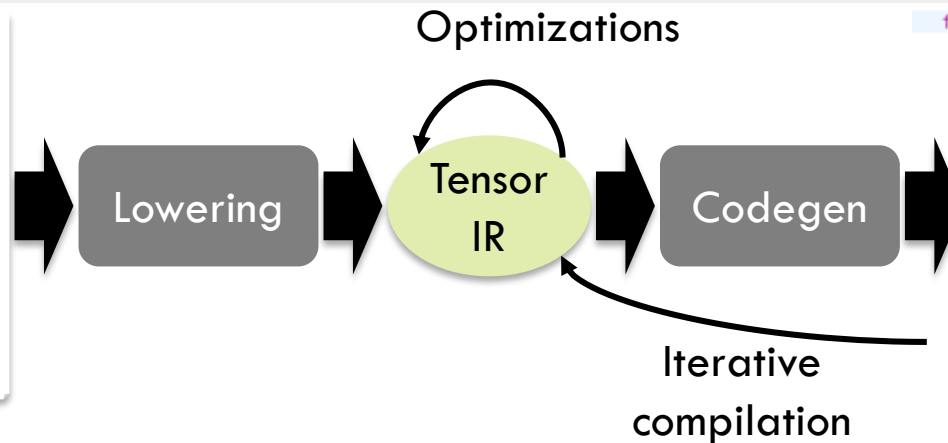 Optimizations
Lowering
Tensor
IR
Codegen
Iterative
compilation